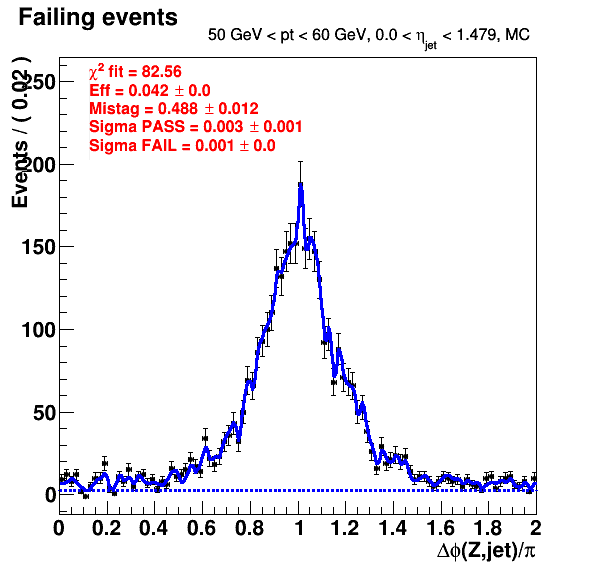 Failing events
50 GeV < pt < 60 GeV, 0.0 < η_jet < 1.479, MC
χ² fit = 82.56
Eff = 0.042 ± 0.0
Mistag = 0.488 ± 0.012
Sigma PASS = 0.003 ± 0.001
Sigma FAIL = 0.001 ± 0.0
Events / ( 0.02 )
250
200
150
100
50
0
0 0.2 0.4 0.6 0.8 1 1.2 1.4 1.6 1.8 2
Δφ(Z,jet)/π